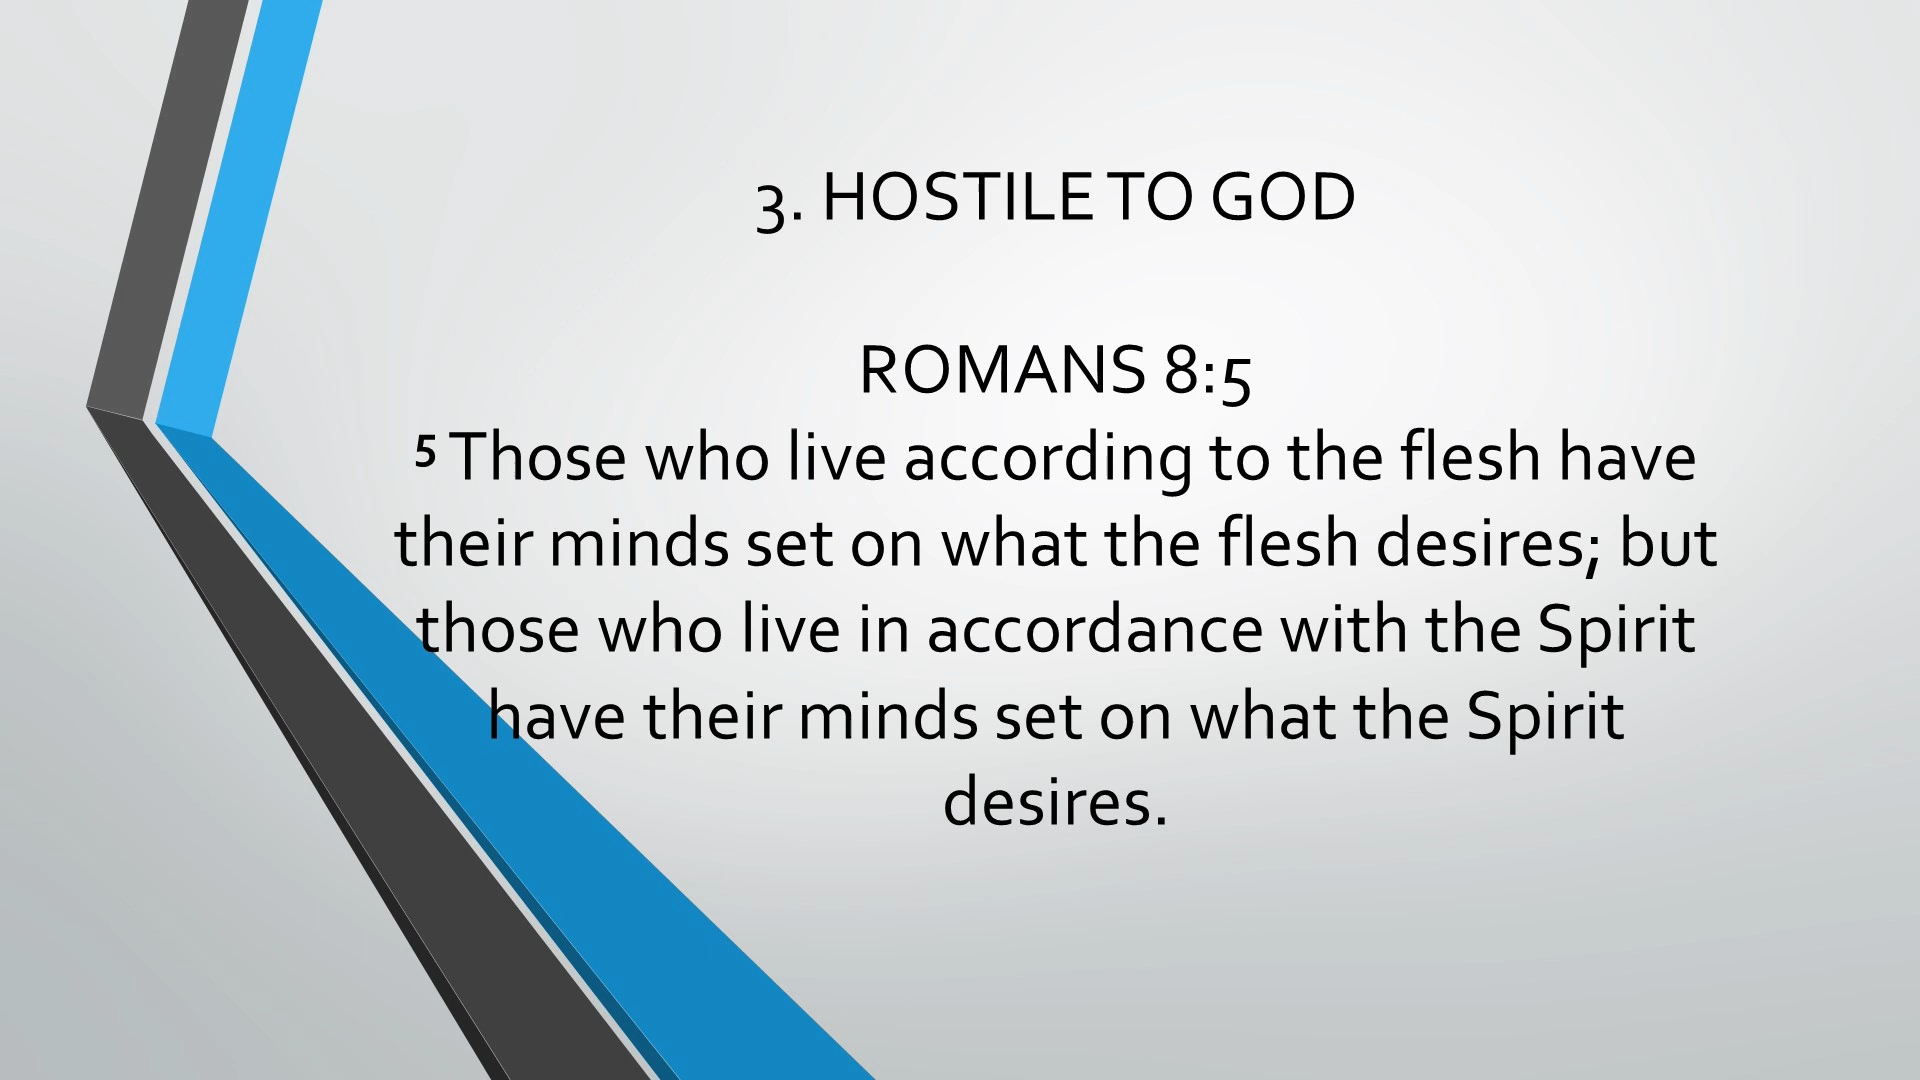 3. HOSTILE TO GOD
ROMANS 8:5
⁵ Those who live according to the flesh have
their minds set on what the flesh desires; but
those who live in accordance with the Spirit
have their minds set on what the Spirit
desires.